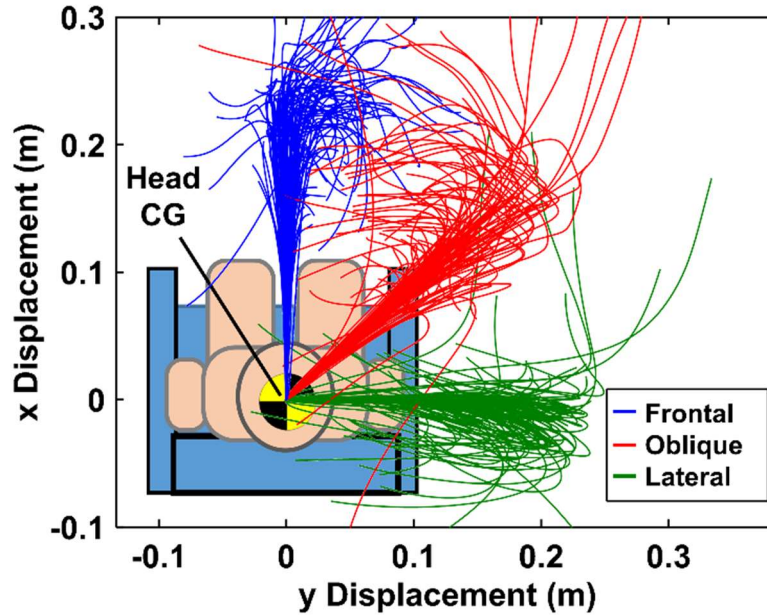 0.3
0.2
0.1
0
-0.1
x Displacement (m)
Head
CG
Frontal
Oblique
Lateral
-0.1
0
0.1
0.2
0.3
y Displacement (m)